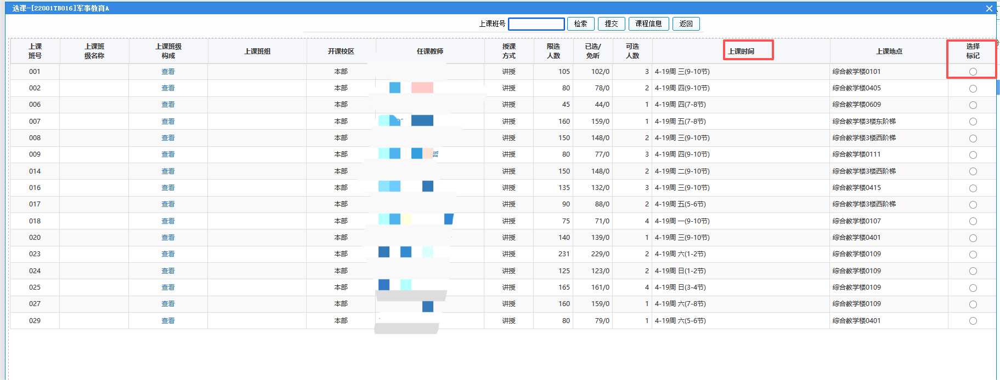 选课-[22001TB016]军事教育A
上课班号 检索 提交 课程信息 返回
上课班号 上课班级名称 上课班级构成 上课班组 开课校区 任课教师 授课方式 限选人数 已选/免听 可选人数 上课时间 上课地点 选择标记
001 查看 本部 讲授 105 102/0 3 4-19周 三(9-10节) 综合教学楼0101
002 查看 本部 讲授 80 78/0 2 4-19周 四(9-10节) 综合教学楼0405
006 查看 本部 讲授 45 44/0 1 4-19周 四(7-8节) 综合教学楼0609
007 查看 本部 讲授 160 159/0 1 4-19周 五(7-8节) 综合教学楼3楼东阶梯
008 查看 本部 讲授 150 148/0 2 4-19周 三(9-10节) 综合教学楼3楼西阶梯
009 查看 本部 讲授 80 77/0 3 4-19周 四(9-10节) 综合教学楼0111
014 查看 本部 讲授 150 148/0 2 4-19周 二(9-10节) 综合教学楼3楼西阶梯
016 查看 本部 讲授 135 132/0 3 4-19周 三(9-10节) 综合教学楼0415
017 查看 本部 讲授 90 88/0 2 4-19周 五(5-6节) 综合教学楼3楼西阶梯
018 查看 本部 讲授 75 71/0 4 4-19周 一(9-10节) 综合教学楼0107
020 查看 本部 讲授 140 139/0 1 4-19周 三(9-10节) 综合教学楼0401
023 查看 本部 讲授 231 229/0 2 4-19周 六(1-2节) 综合教学楼0109
024 查看 本部 讲授 125 123/0 2 4-19周 日(1-2节) 综合教学楼0109
025 查看 本部 讲授 165 161/0 4 4-19周 日(3-4节) 综合教学楼0109
027 查看 本部 讲授 160 159/0 1 4-19周 六(7-8节) 综合教学楼0109
029 查看 本部 讲授 80 79/0 1 4-19周 六(5-6节) 综合教学楼0401